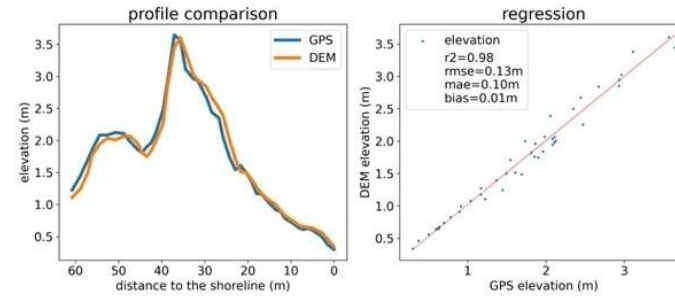 profile comparison
GPS
DEM
3.5
3.0
2.5
2.0
1.5
1.0
0.5
elevation (m)
60 50 40 30 20 10 0
distance to the shoreline (m)
regression
elevation
r2=0.98
rmse=0.13m
mae=0.10m
bias=0.01m
3.5
3.0
2.5
2.0
1.5
1.0
0.5
DEM elevation (m)
1 2 3
GPS elevation (m)